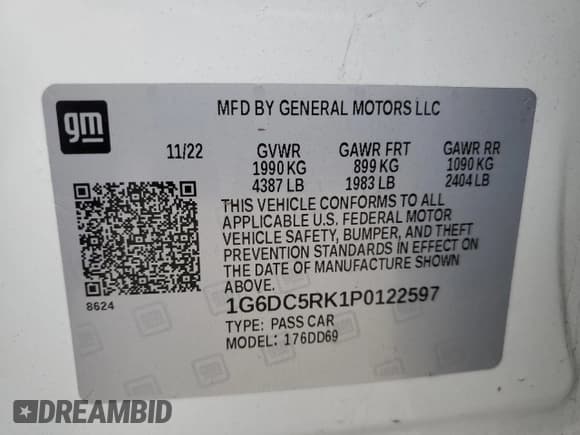 gm
MFD BY GENERAL MOTORS LLC
11/22 GVWR GAWR FRT GAWR RR
1990 KG 899 KG 1090 KG
4387 LB 1983 LB 2404 LB
THIS VEHICLE CONFORMS TO ALL
APPLICABLE U.S. FEDERAL MOTOR
VEHICLE SAFETY, BUMPER, AND THEFT
PREVENTION STANDARDS IN EFFECT ON
THE DATE OF MANUFACTURE SHOWN
ABOVE.
8624
1G6DC5RK1P0122597
TYPE: PASS CAR
MODEL: 176DD69
DREAMBID